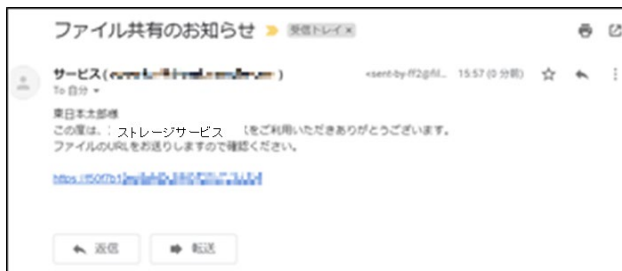 ファイル共有のお知らせ 受信トレイ ×
サービス( )
15:57 (0 分前)
To 自分
東日本太郎様
この度は、 ストレージサービス をご利用いただきありがとうございます。
ファイルのURLをお送りしますので確認ください。
返信
転送